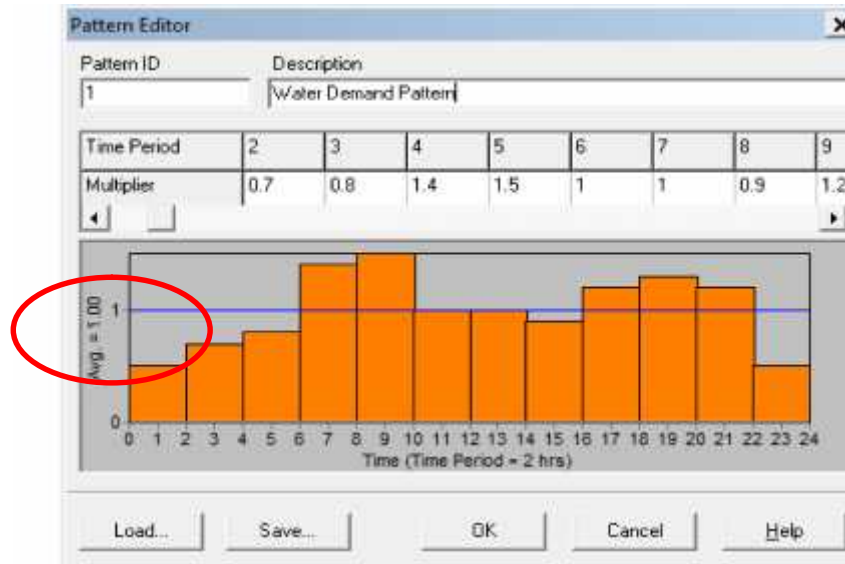 Pattern Editor
Pattern ID Description
1 Water Demand Pattern
Time Period 2 3 4 5 6 7 8 9
Multiplier 0.7 0.8 1.4 1.5 1 1 0.9 1.2
Avg. = 1.00
1
0
0 1 2 3 4 5 6 7 8 9 10 11 12 13 14 15 16 17 18 19 20 21 22 23 24
Time (Time Period = 2 hrs)
Load... Save... OK Cancel Help